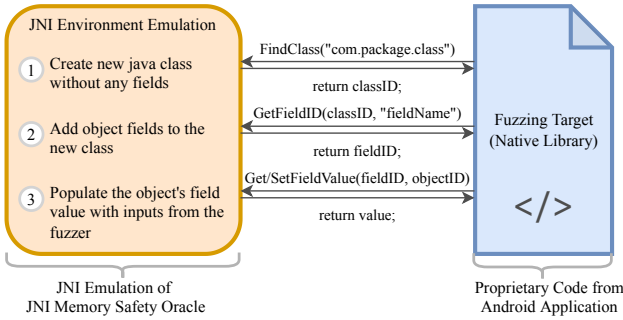 JNI Environment Emulation
1
Create new java class
without any fields
2
Add object fields to the
new class
3
Populate the object's field
value with inputs from the
fuzzer
FindClass("com.package.class")
return classID;
GetFieldID(classID, "fieldName")
return fieldID;
Get/SetFieldValue(fieldID, objectID)
return value;
Fuzzing Target
(Native Library)
</>
JNI Emulation of
JNI Memory Safety Oracle
Proprietary Code from
Android Application